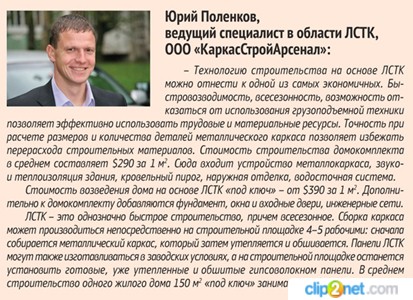 Юрий Поленков,
ведущий специалист в области ЛСТК,
ООО «КаркасСтройАрсенал»:
– Технологию строительства на основе ЛСТК
можно отнести к одной из самых экономичных. Бы-
стровозводимость, всесезонность, возможность от-
казаться от использования грузоподъемной техники
позволяет эффективно использовать трудовые и материальные ресурсы. Точность при
расчете размеров и количества деталей металлического каркаса позволяет избежать
перерасхода строительных материалов. Стоимость строительства домокомплекта
в среднем составляет $290 за 1 м². Сюда входит устройство металлокаркаса, звуко-
и теплоизоляция здания, кровельный пирог, наружная отделка, водосточная система.
Стоимость возведения дома на основе ЛСТК «под ключ» – от $390 за 1 м². Дополни-
тельно к домокомплекту добавляются фундамент, окна и входные двери, инженерные сети.
ЛСТК – это однозначно быстрое строительство, причем всесезонное. Сборка каркаса
может производиться непосредственно на строительной площадке 4–5 рабочими: сначала
собирается металлический каркас, который затем утепляется и обшивается. Панели ЛСТК
могут также изготавливаться в заводских условиях, а на строительной площадке останется
установить готовые, уже утепленные и обшитые гипсоволокном панели. В среднем
строительство одного жилого дома 150 м² «под ключ» занима
clip2net.com